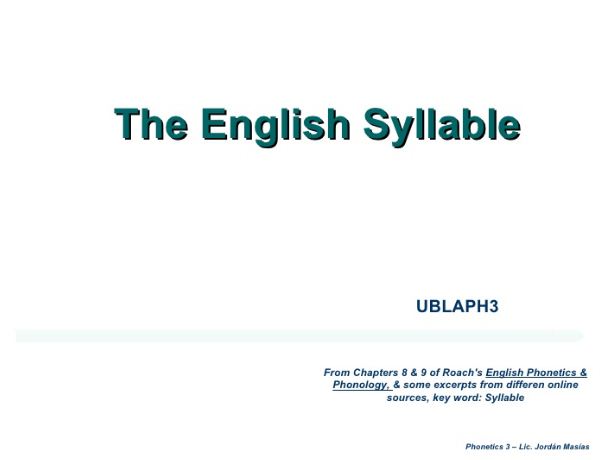 The English Syllable
UBLAPH3
From Chapters 8 & 9 of Roach's English Phonetics &
Phonology, & some excerpts from differen online
sources, key word: Syllable
Phonetics 3 – Lic. Jordán Masías